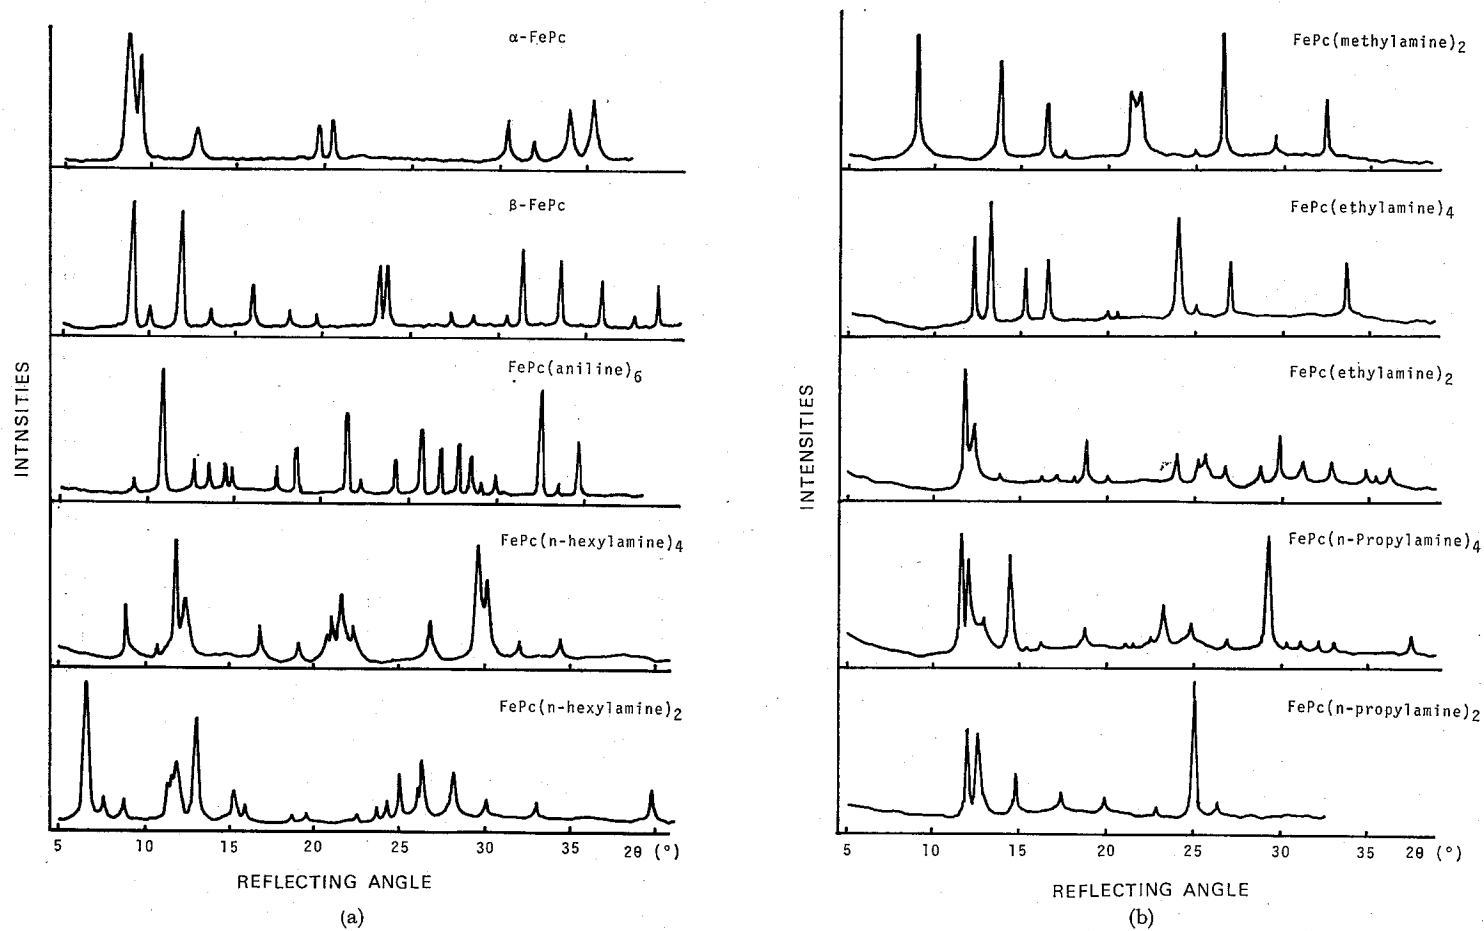 α-FePc
β-FePc
FePc(aniline)6
FePc(n-hexylamine)4
FePc(n-hexylamine)2
INTNSITIES
5 10 15 20 25 30 35 2θ (°)
REFLECTING ANGLE
(a)
FePc(methylamine)2
FePc(ethylamine)4
FePc(ethylamine)2
FePc(n-Propylamine)4
FePc(n-propylamine)2
INTENSITIES
5 10 15 20 25 30 35 2θ (°)
REFLECTING ANGLE
(b)